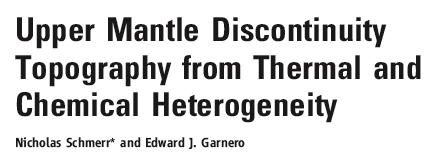 Upper Mantle Discontinuity
Topography from Thermal and
Chemical Heterogeneity
Nicholas Schmerr* and Edward J. Garnero